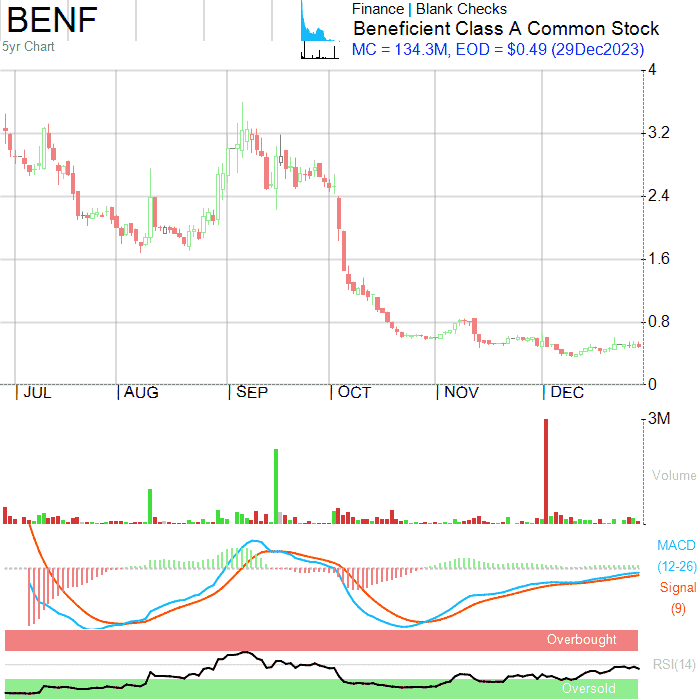 BENF
5yr Chart
Finance | Blank Checks
Beneficient Class A Common Stock
MC = 134.3M, EOD = $0.49 (29Dec2023)
4
3.2
2.4
1.6
0.8
0
JUL AUG SEP OCT NOV DEC
3M
Volume
MACD
(12-26)
Signal
(9)
Overbought
RSI(14)
Oversold